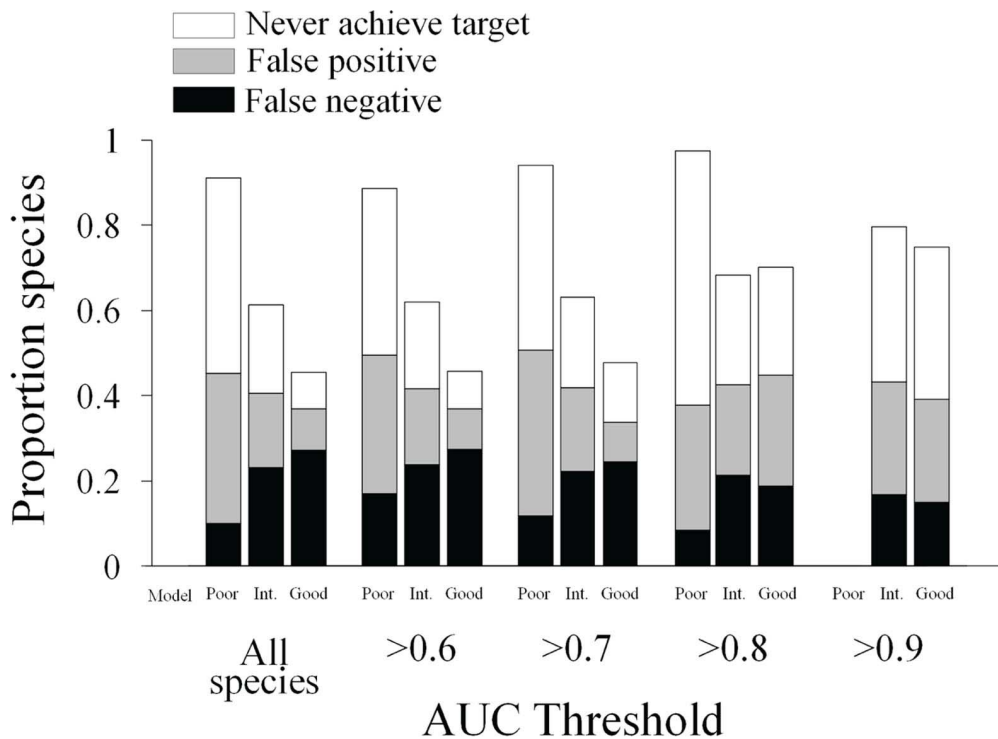 Never achieve target
False positive
False negative
Proportion species
1
0.8
0.6
0.4
0.2
0
Model Poor Int. Good Poor Int. Good Poor Int. Good Poor Int. Good Poor Int. Good
All species >0.6 >0.7 >0.8 >0.9
AUC Threshold